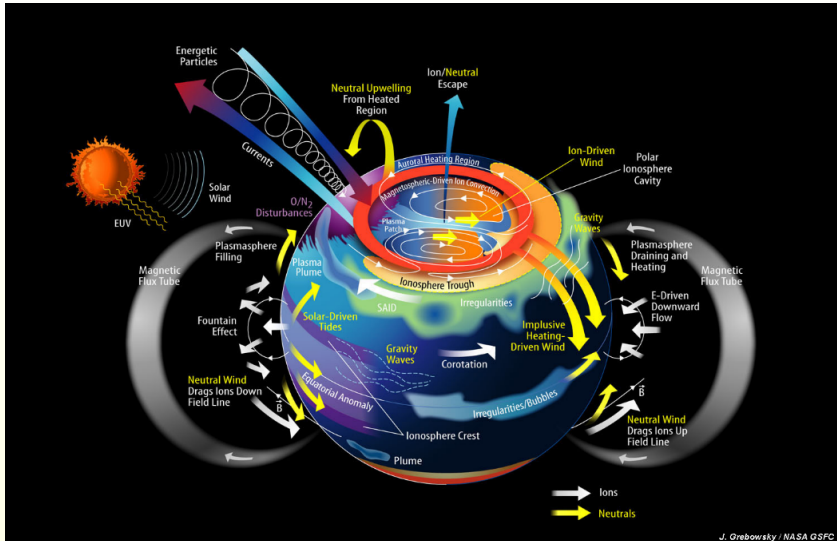 Energetic
Particles
Neutral Upwelling
From Heated
Region
Ion/Neutral
Escape
Currents
Auroral Heating Region
Magnetospheric-Driven Ion Convection
Ion-Driven
Wind
Polar
Ionosphere
Cavity
Solar
Wind
EUV
O/N2
Disturbances
Plasma
Patch
Gravity
Waves
Plasmasphere
Filling
Plasmasphere
Draining and
Heating
Magnetic
Flux Tube
Magnetic
Flux Tube
Plasma
Plume
Ionosphere Trough
SAID
Irregularities
E-Driven
Downward
Flow
Fountain
Effect
Solar-Driven
Tides
Implusive
Heating-
Driven Wind
Gravity
Waves
Corotation
Neutral Wind
Drags Ions Down
Field Line
B
Equatorial Anomaly
Irregularities/Bubbles
B
Neutral Wind
Drags Ions Up
Field Line
Ionosphere Crest
Plume
Ions
Neutrals
J. Grebowsky / NASA GSFC